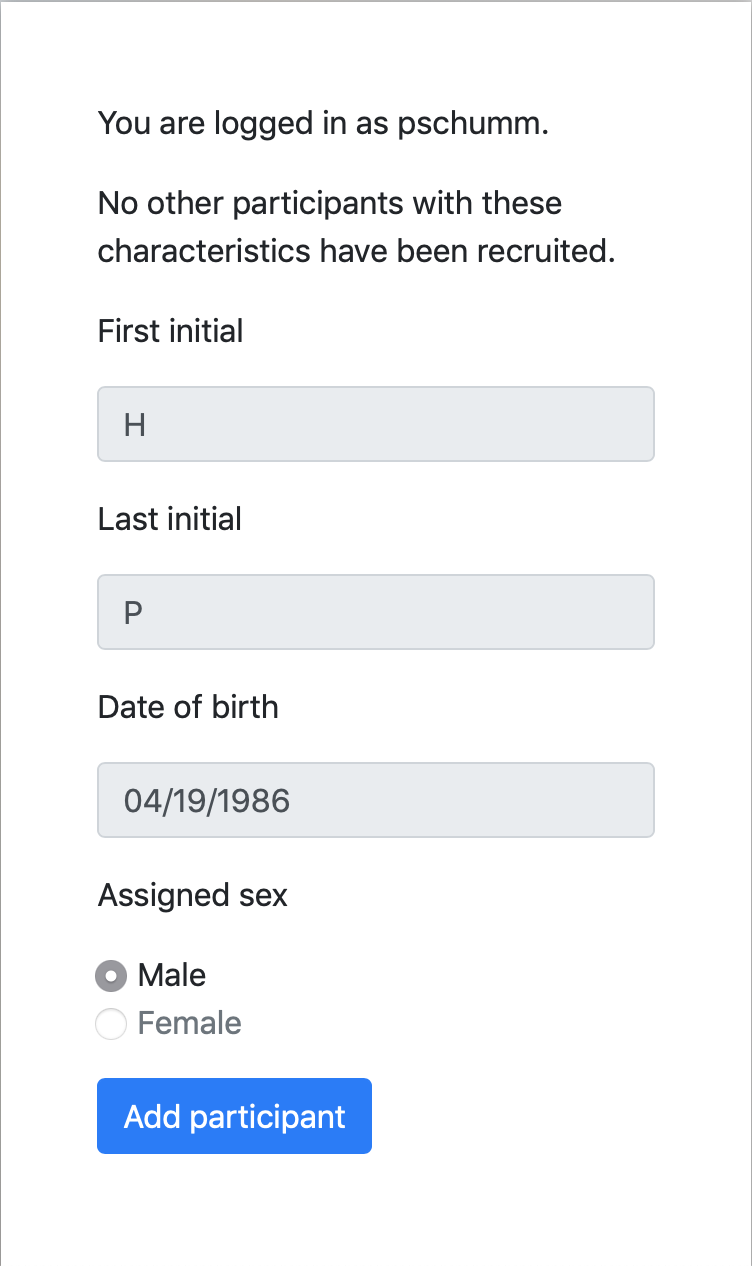 You are logged in as pschumm.
No other participants with these
characteristics have been recruited.
First initial
H
Last initial
P
Date of birth
04/19/1986
Assigned sex
Male
Female
Add participant